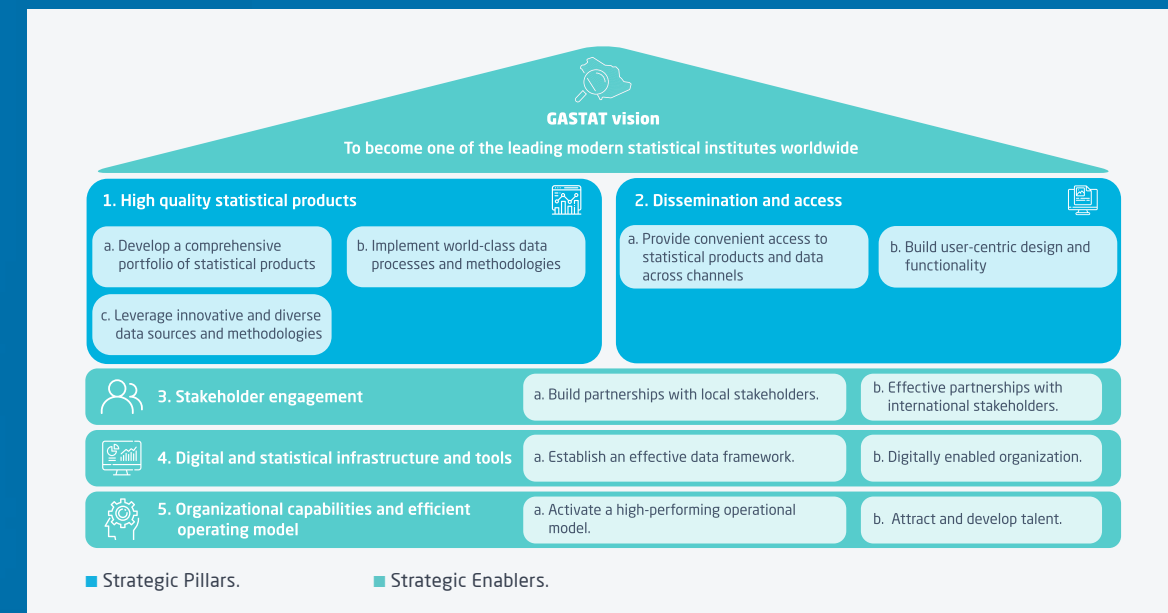 GASTAT vision
To become one of the leading modern statistical institutes worldwide
1. High quality statistical products
a. Develop a comprehensive
portfolio of statistical products
b. Implement world-class data
processes and methodologies
c. Leverage innovative and diverse
data sources and methodologies
2. Dissemination and access
a. Provide convenient access to
statistical products and data
across channels
b. Build user-centric design and
functionality
3. Stakeholder engagement
a. Build partnerships with local stakeholders.
b. Effective partnerships with
international stakeholders.
4. Digital and statistical infrastructure and tools
a. Establish an effective data framework.
b. Digitally enabled organization.
5. Organizational capabilities and efficient
operating model
a. Activate a high-performing operational
model.
b. Attract and develop talent.
Strategic Pillars.
Strategic Enablers.